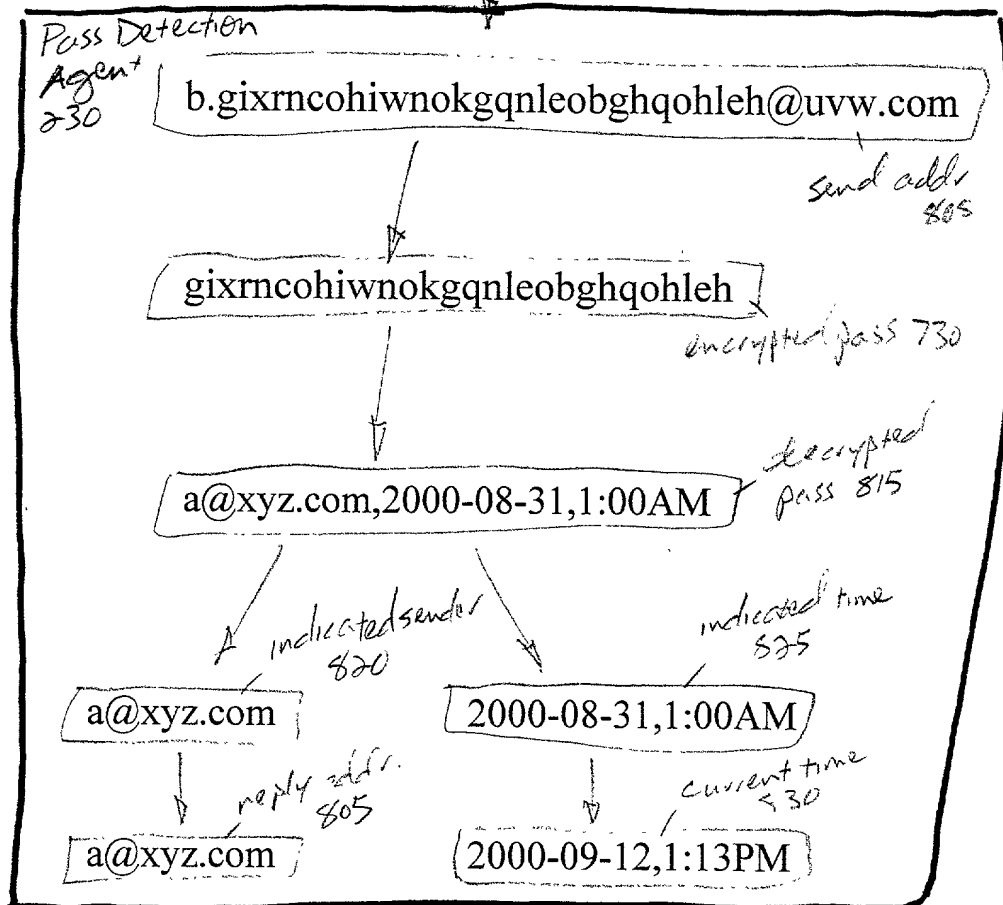 Pass Detection
Agent
230
b.gixrncohiwnokgqnleobghqohleh@uvw.com
send addr
805
gixrncohiwnokgqnleobghqohleh
encrypted pass 730
a@xyz.com,2000-08-31,1:00AM
decrypted
pass 815
indicated sender
820
indicated time
825
a@xyz.com
2000-08-31,1:00AM
reply addr.
805
current time
830
a@xyz.com
2000-09-12,1:13PM